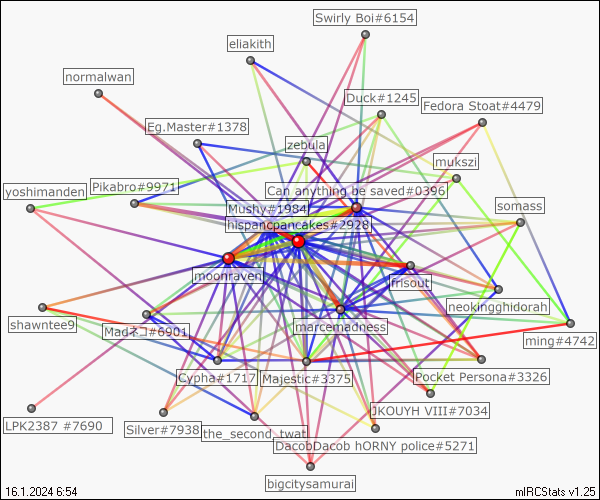 Swirly Boi#6154
eliakith
normalwan
Duck#1245
Fedora Stoat#4479
Eg.Master#1378
zebula
mukszi
Can anything be saved#0396
yoshimanden
Pikabro#9971
Mushy#1984
somass
hispancpancakes#2928
moonraven
frisout
neokingghidorah
marcemadness
shawntee9
Madネコ#6901
ming#4742
Cypha#1717
Majestic#3375
Pocket Persona#3326
JKOUYH VIII#7034
LPK2387 #7690
Silver#7938
the_second_twat
DacobDacob hORNY police#5271
bigcitysamurai
16.1.2024 6:54
mIRCStats v1.25